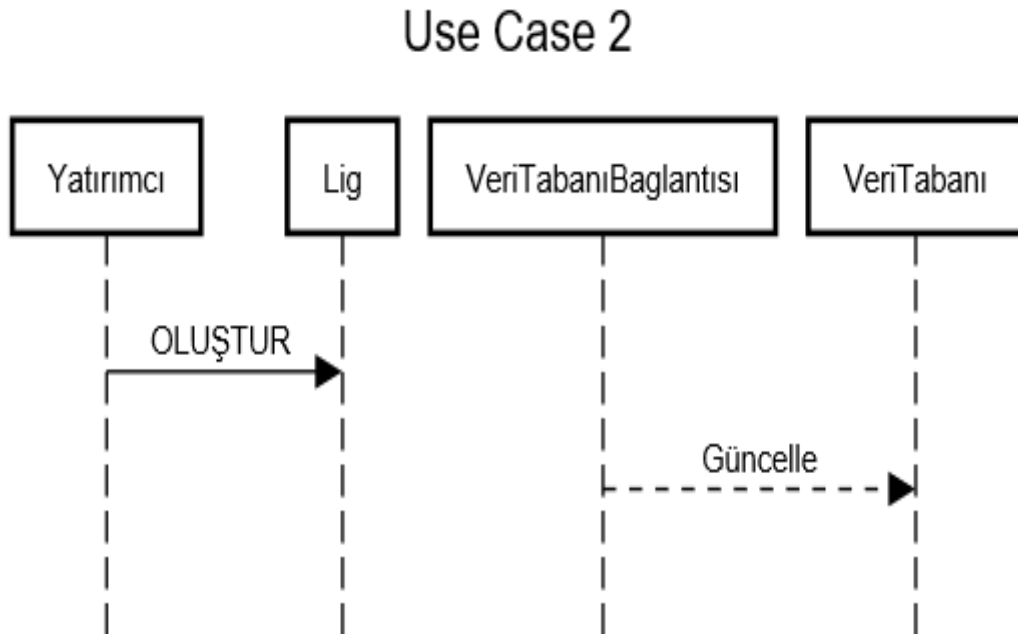 Use Case 2
Yatırımcı
Lig
VeriTabanıBaglantısı
VeriTabanı
OLUŞTUR
Güncelle